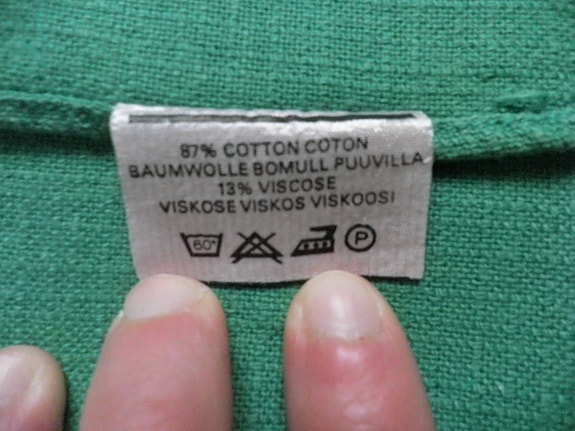 87% COTTON COTON
BAUMWOLLE BOMULL PUUVILLA
13% VISCOSE
VISKOSE VISKOS VISKOOSI
60° P